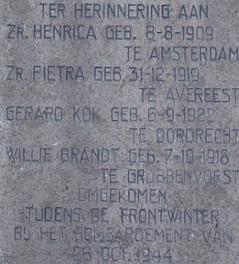 TER HERINNERING AAN
ZR. HENRICA GEB. 8-8-1909
TE AMSTERDAM
ZR. PIETRA GEB. 31-12-1919
TE AVEREEST
GERARD KOK. GEB. 6-9-192
TE DORDRECHT
WILLIE BRANDT GEB. 7-10-1918
TE GRUBBENVORST
OMGEKOMEN
TIJDENS DE FRONTWINTER
BIJ HET BOMBARDEMENT VAN
28 OCT. 1944